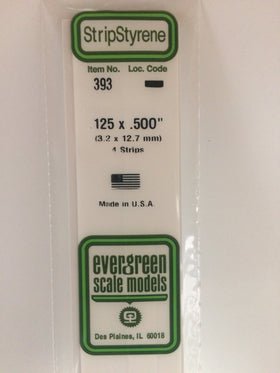 StripStyrene
Item No. Loc. Code
393
.125 x .500"
(3.2 x 12.7 mm)
4 Strips
Made in U.S.A
evergreen
scale models
Des Plaines, IL 60018